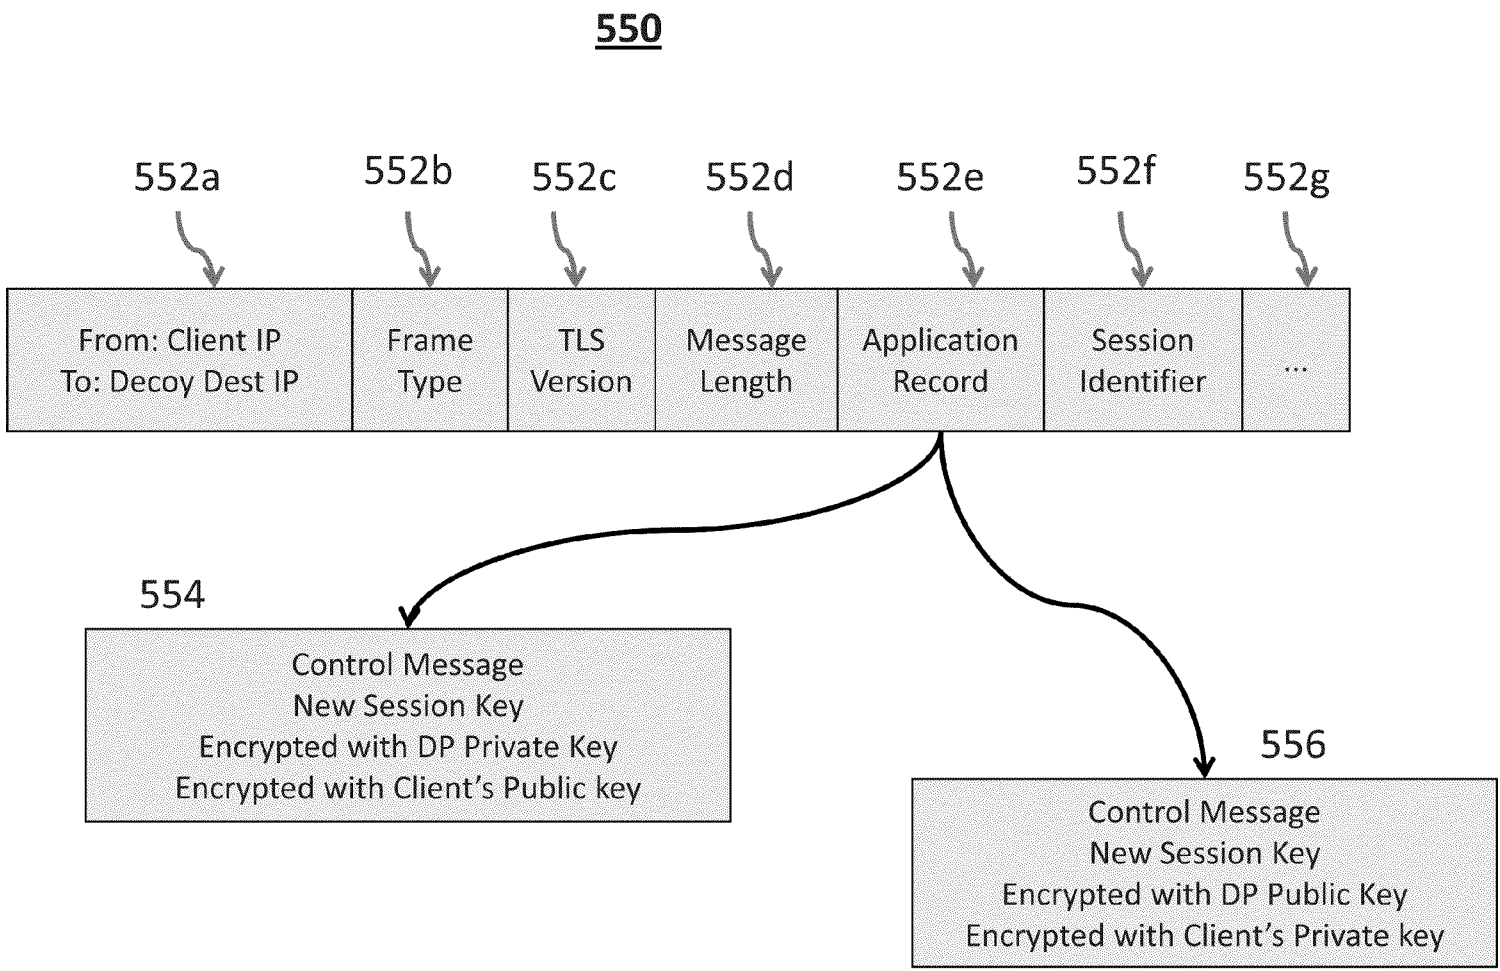 550
552a
552b
552c
552d
552e
552f
552g
From: Client IP
To: Decoy Dest IP
Frame
Type
TLS
Version
Message
Length
Application
Record
Session
Identifier
...
554
Control Message
New Session Key
Encrypted with DP Private Key
Encrypted with Client's Public key
556
Control Message
New Session Key
Encrypted with DP Public Key
Encrypted with Client's Private key